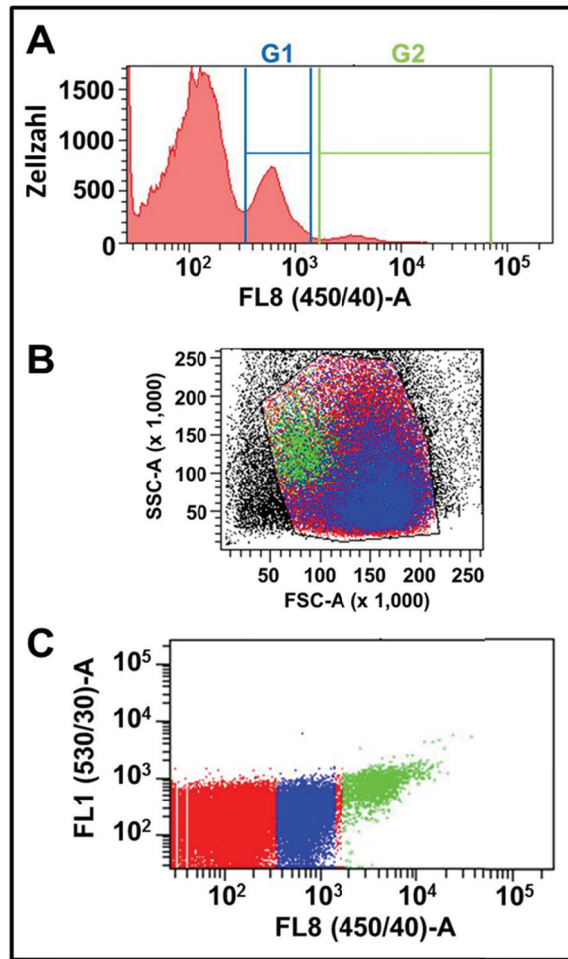 A
G1 G2
Zellzahl
1500
1000
500
0
10² 10³ 10⁴ 10⁵
FL8 (450/40)-A
B
SSC-A (x 1,000)
250
200
150
100
50
50 100 150 200 250
FSC-A (x 1,000)
C
FL1 (530/30)-A
10⁵
10⁴
10³
10²
10² 10³ 10⁴ 10⁵
FL8 (450/40)-A